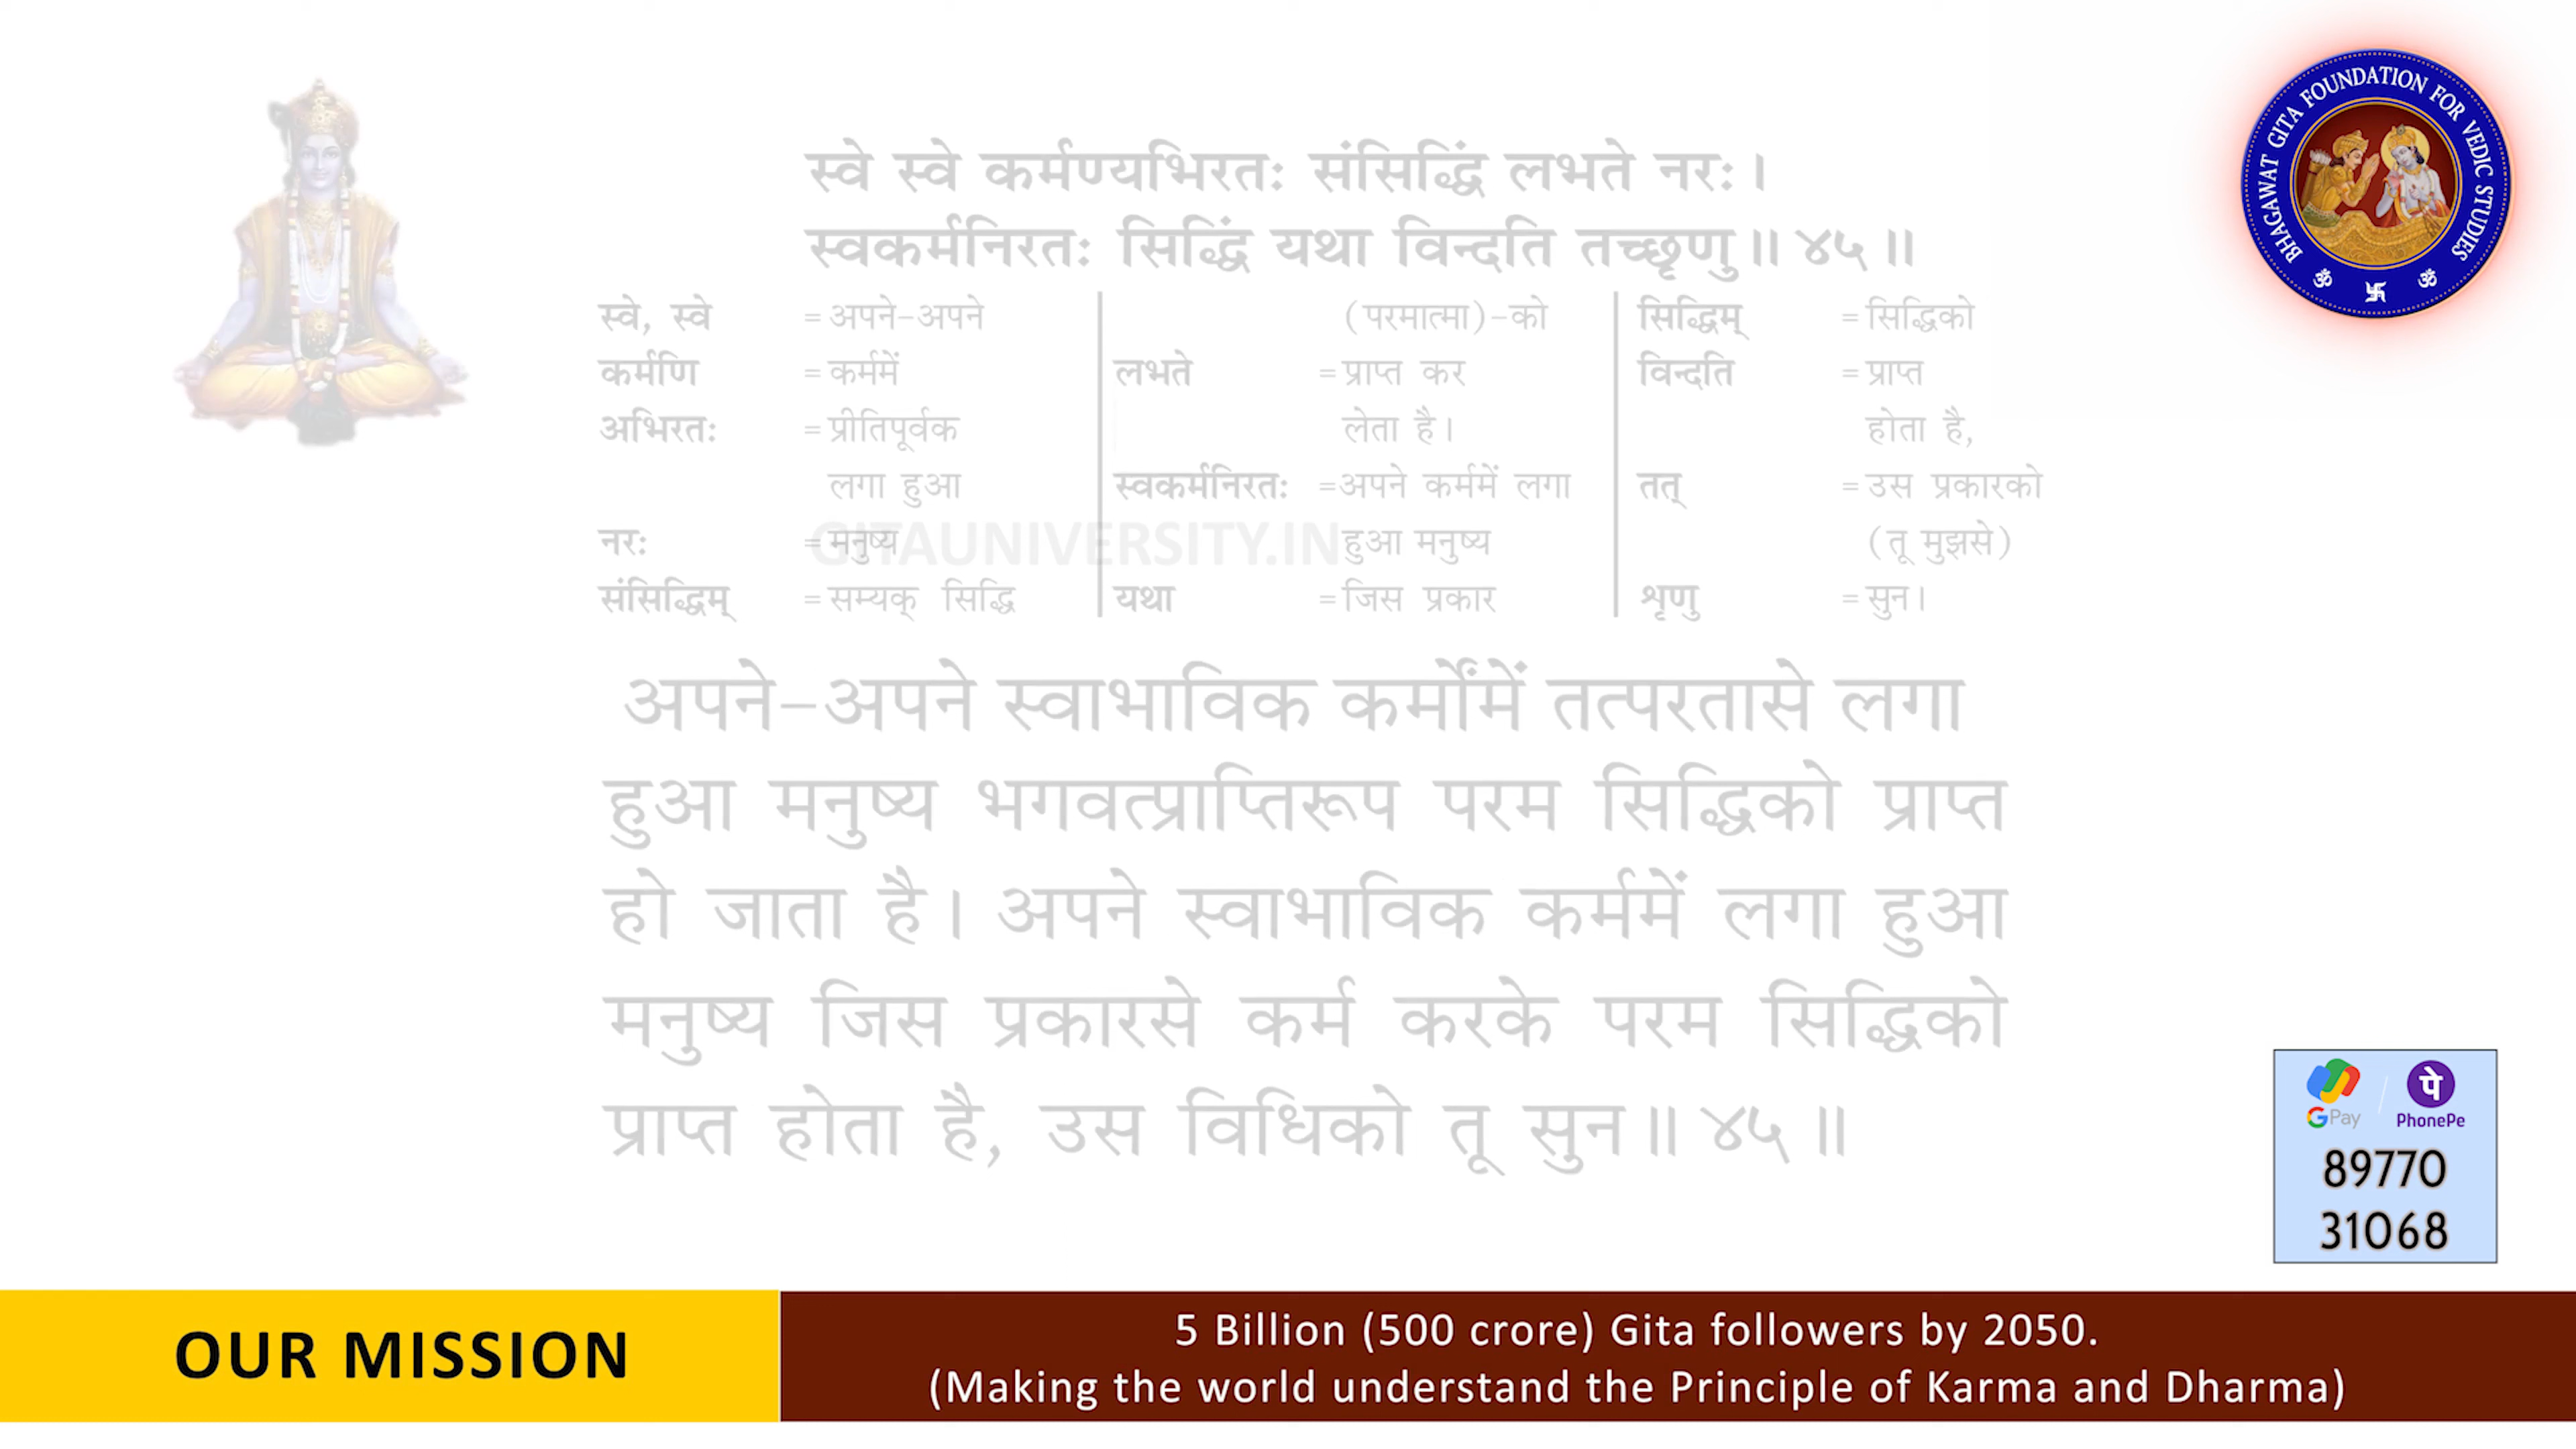 स्वे स्वे कर्मण्यभिरतः संसिद्धिं लभते नरः।
स्वकर्मनिरतः सिद्धिं यथा विन्दति तच्छृणु॥ ४५ ॥
स्वे, स्वे = अपने-अपने
कर्मणि = कर्ममें
अभिरतः = प्रीतिपूर्वक
लगा हुआ
नरः = मनुष्य
संसिद्धिम् = सम्यक् सिद्धि
(परमात्मा)-को
लभते = प्राप्त कर
लेता है।
स्वकर्मनिरतः = अपने कर्ममें लगा
हुआ मनुष्य
यथा = जिस प्रकार
सिद्धिम् = सिद्धिको
विन्दति = प्राप्त
होता है,
तत् = उस प्रकारको
(तू मुझसे)
शृणु = सुन।
GITAUNIVERSITY.IN
अपने-अपने स्वाभाविक कर्मोंमें तत्परतासे लगा
हुआ मनुष्य भगवत्प्राप्तिरूप परम सिद्धिको प्राप्त
हो जाता है। अपने स्वाभाविक कर्ममें लगा हुआ
मनुष्य जिस प्रकारसे कर्म करके परम सिद्धिको
प्राप्त होता है, उस विधिको तू सुन॥ ४५ ॥
BHAGAWAT GITA FOUNDATION FOR VEDIC STUDIES
ॐ 卐 ॐ
G Pay
पे
PhonePe
89770
31068
OUR MISSION
5 Billion (500 crore) Gita followers by 2050.
(Making the world understand the Principle of Karma and Dharma)